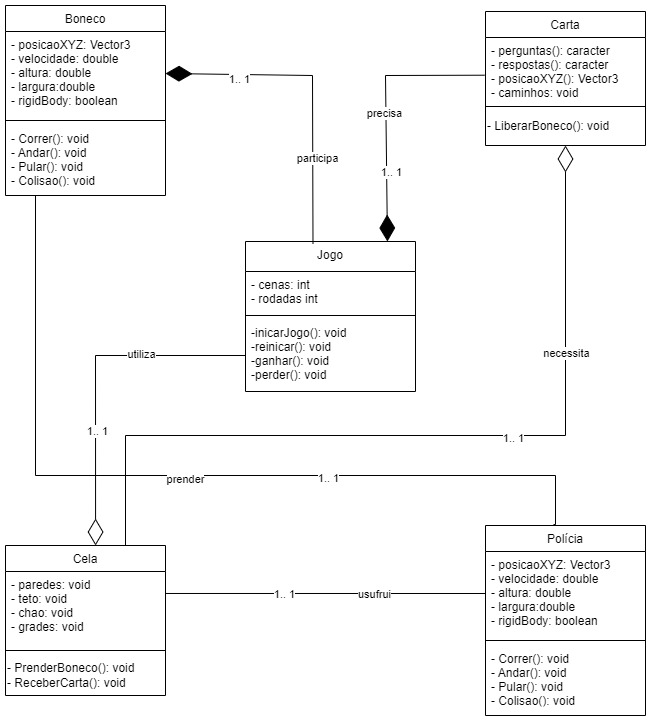 Boneco
- posicaoXYZ: Vector3
- velocidade: double
- altura: double
- largura:double
- rigidBody: boolean
- Correr(): void
- Andar(): void
- Pular(): void
- Colisao(): void
Carta
- perguntas(): caracter
- respostas(): caracter
- posicaoXYZ(): Vector3
- caminhos: void
- LiberarBoneco(): void
1.. 1
participa
precisa
1.. 1
Jogo
- cenas: int
- rodadas int
-inicarJogo(): void
-reinicar(): void
-ganhar(): void
-perder(): void
utiliza
1.. 1
necessita
1.. 1
prender
1.. 1
Cela
- paredes: void
- teto: void
- chao: void
- grades: void
- PrenderBoneco(): void
- ReceberCarta(): void
1.. 1
usufrui
Polícia
- posicaoXYZ: Vector3
- velocidade: double
- altura: double
- largura:double
- rigidBody: boolean
- Correr(): void
- Andar(): void
- Pular(): void
- Colisao(): void